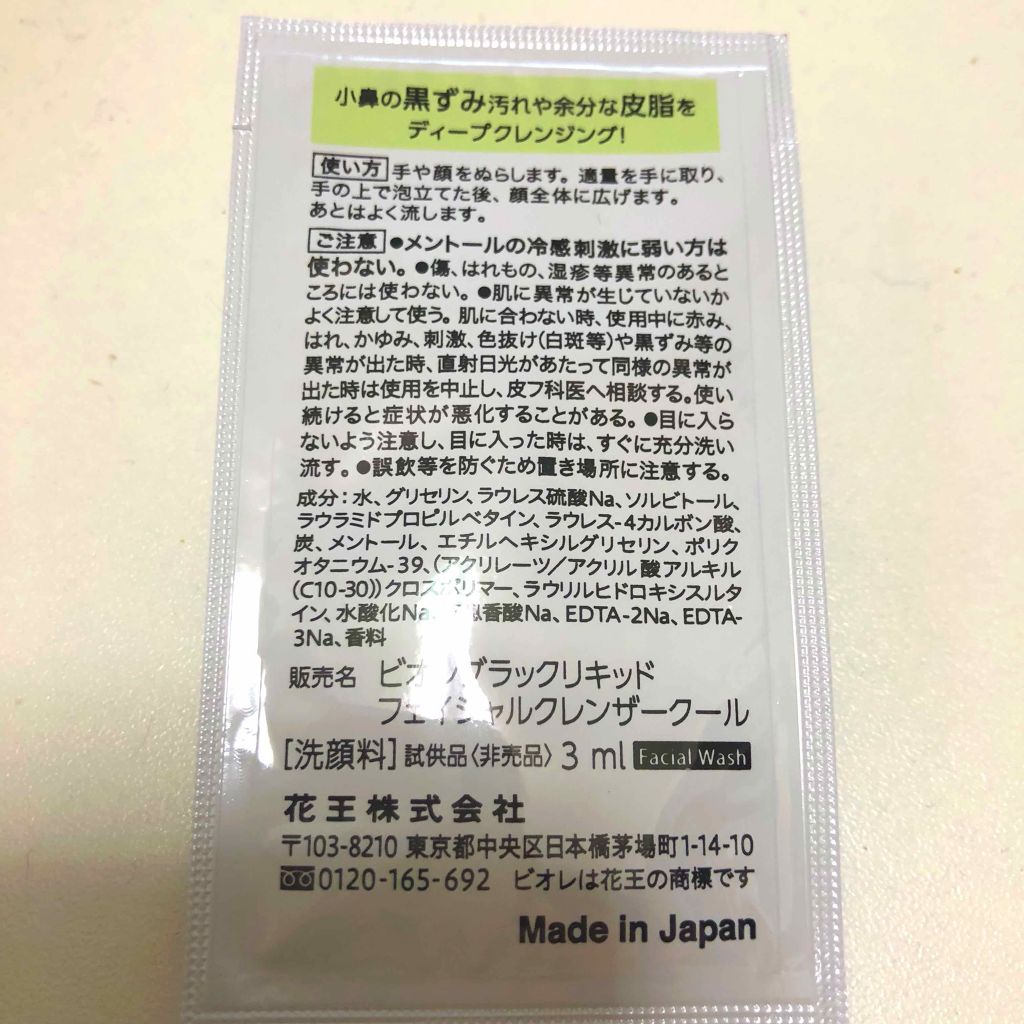 小鼻の黒ずみ汚れや余分な皮脂を
ディープクレンジング!
使い方 手や顔をぬらします。適量を手に取り、
手の上で泡立てた後、顔全体に広げます。
あとはよく流します。
ご注意 ●メントールの冷感刺激に弱い方は
使わない。●傷、はれもの、湿疹等異常のあると
ころには使わない。●肌に異常が生じていないか
よく注意して使う。肌に合わない時、使用中に赤み、
はれ、かゆみ、刺激、色抜け(白斑等)や黒ずみ等の
異常が出た時、直射日光があたって同様の異常が
出た時は使用を中止し、皮フ科医へ相談する。使い
続けると症状が悪化することがある。●目に入ら
ないよう注意し、目に入った時は、すぐに充分洗い
流す。●誤飲等を防ぐため置き場所に注意する。
成分:水、グリセリン、ラウレス硫酸Na、ソルビトール、
ラウラミドプロピルベタイン、ラウレス-4カルボン酸、
炭、メントール、エチルヘキシルグリセリン、ポリク
オタニウム-39、(アクリレーツ/アクリル酸アルキル
(C10-30))クロスポリマー、ラウリルヒドロキシスルタ
イン、水酸化Na、息香酸Na、EDTA-2Na、EDTA-
3Na、香料
販売名 ビオレブラックリキッド
フェイシャルクレンザークール
[洗顔料] 試供品〈非売品〉 3 ml Facial Wash
花王株式会社
〒103-8210 東京都中央区日本橋茅場町1-14-10
0120-165-692 ビオレは花王の商標です
Made in Japan